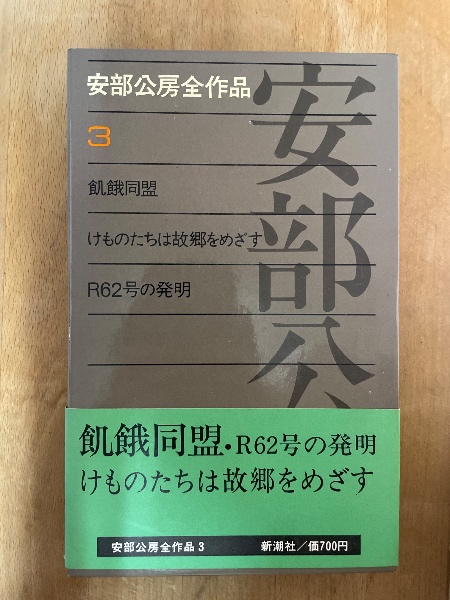 安部公房全作品
3
飢餓同盟
けものたちは故郷をめざす
R62号の発明
安部公
飢餓同盟・R62号の発明
けものたちは故郷をめざす
安部公房全作品3 新潮社/価700円